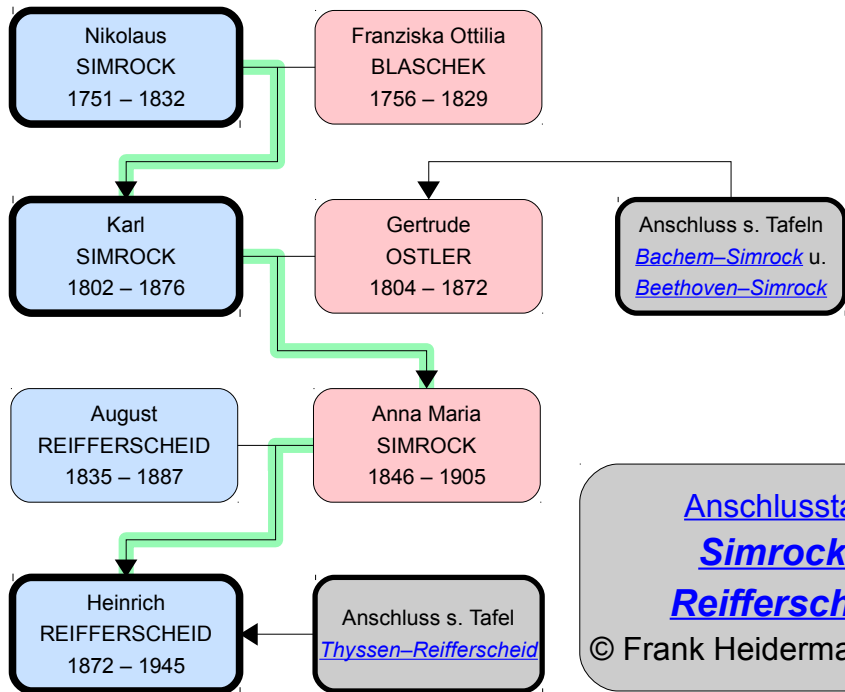 Nikolaus
SIMROCK
1751 – 1832
Franziska Ottilia
BLASCHEK
1756 – 1829
Karl
SIMROCK
1802 – 1876
Gertrude
OSTLER
1804 – 1872
Anschluss s. Tafeln
Bachem–Simrock u.
Beethoven–Simrock
August
REIFFERSCHEID
1835 – 1887
Anna Maria
SIMROCK
1846 – 1905
Heinrich
REIFFERSCHEID
1872 – 1945
Anschluss s. Tafel
Thyssen–Reifferscheid
Simrock
© Frank